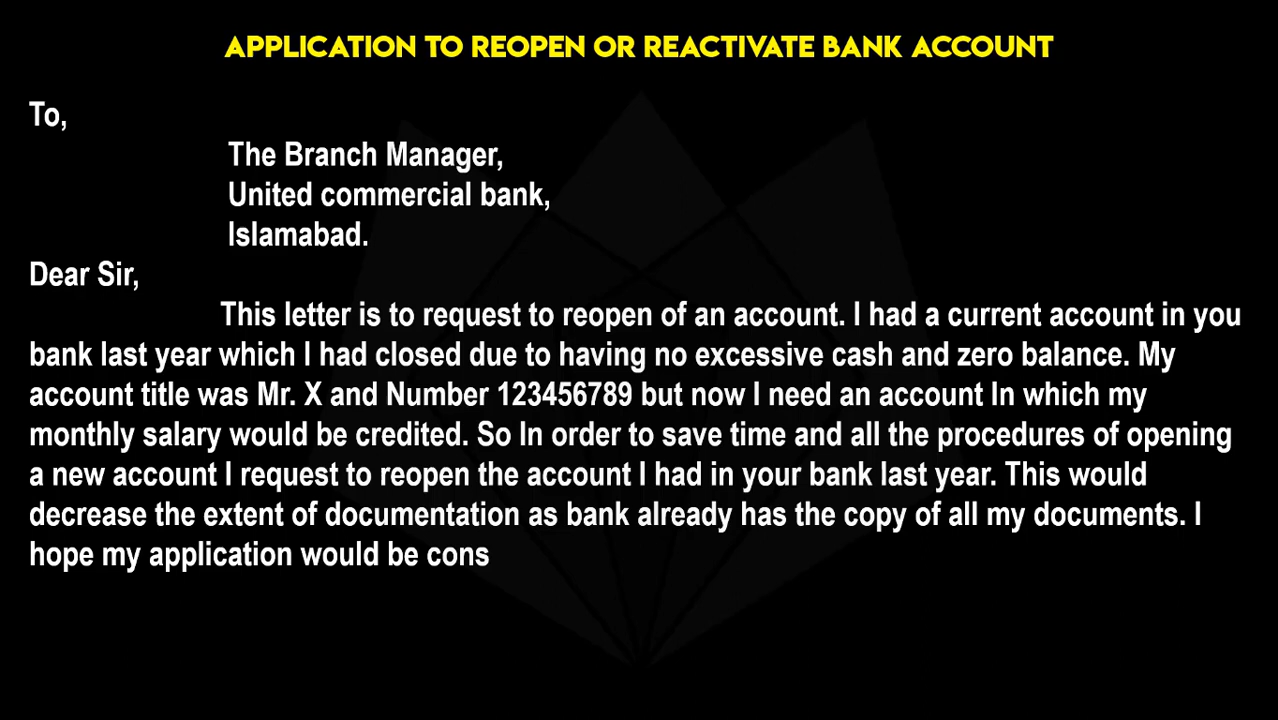 APPLICATION TO REOPEN OR REACTIVATE BANK ACCOUNT
To,
The Branch Manager,
United commercial bank,
Islamabad.
Dear Sir,
This letter is to request to reopen of an account. I had a current account in you
bank last year which I had closed due to having no excessive cash and zero balance. My
account title was Mr. X and Number 123456789 but now I need an account In which my
monthly salary would be credited. So In order to save time and all the procedures of opening
a new account I request to reopen the account I had in your bank last year. This would
decrease the extent of documentation as bank already has the copy of all my documents. I
hope my application would be cons